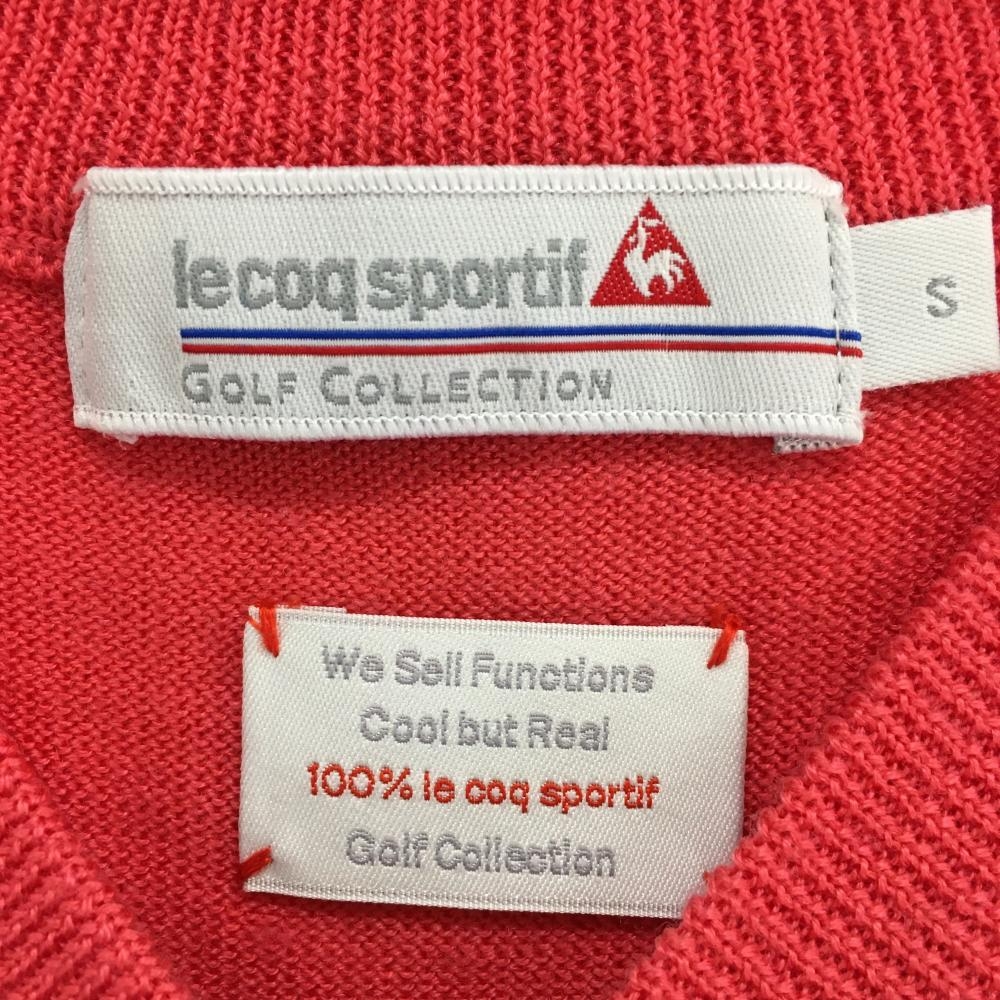 le coq sportif
S
GOLF COLLECTION
We Sell Functions
Cool but Real
100% le coq sportif
Golf Collection